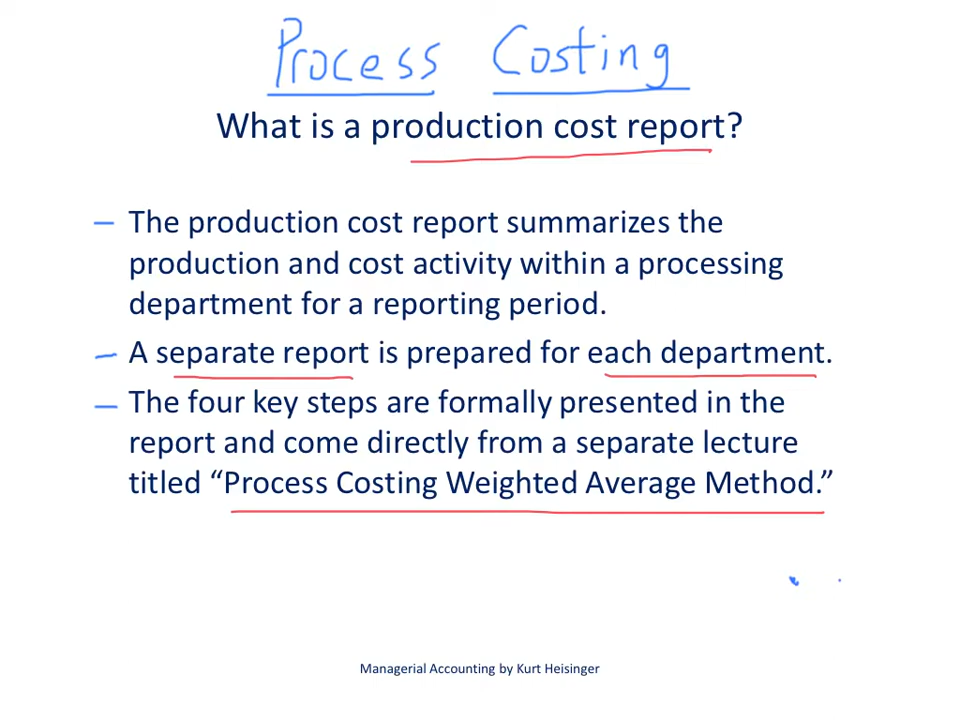 Process Costing
What is a production cost report?
– The production cost report summarizes the
production and cost activity within a processing
department for a reporting period.
– A separate report is prepared for each department.
– The four key steps are formally presented in the
report and come directly from a separate lecture
titled “Process Costing Weighted Average Method.”
Managerial Accounting by Kurt Heisinger